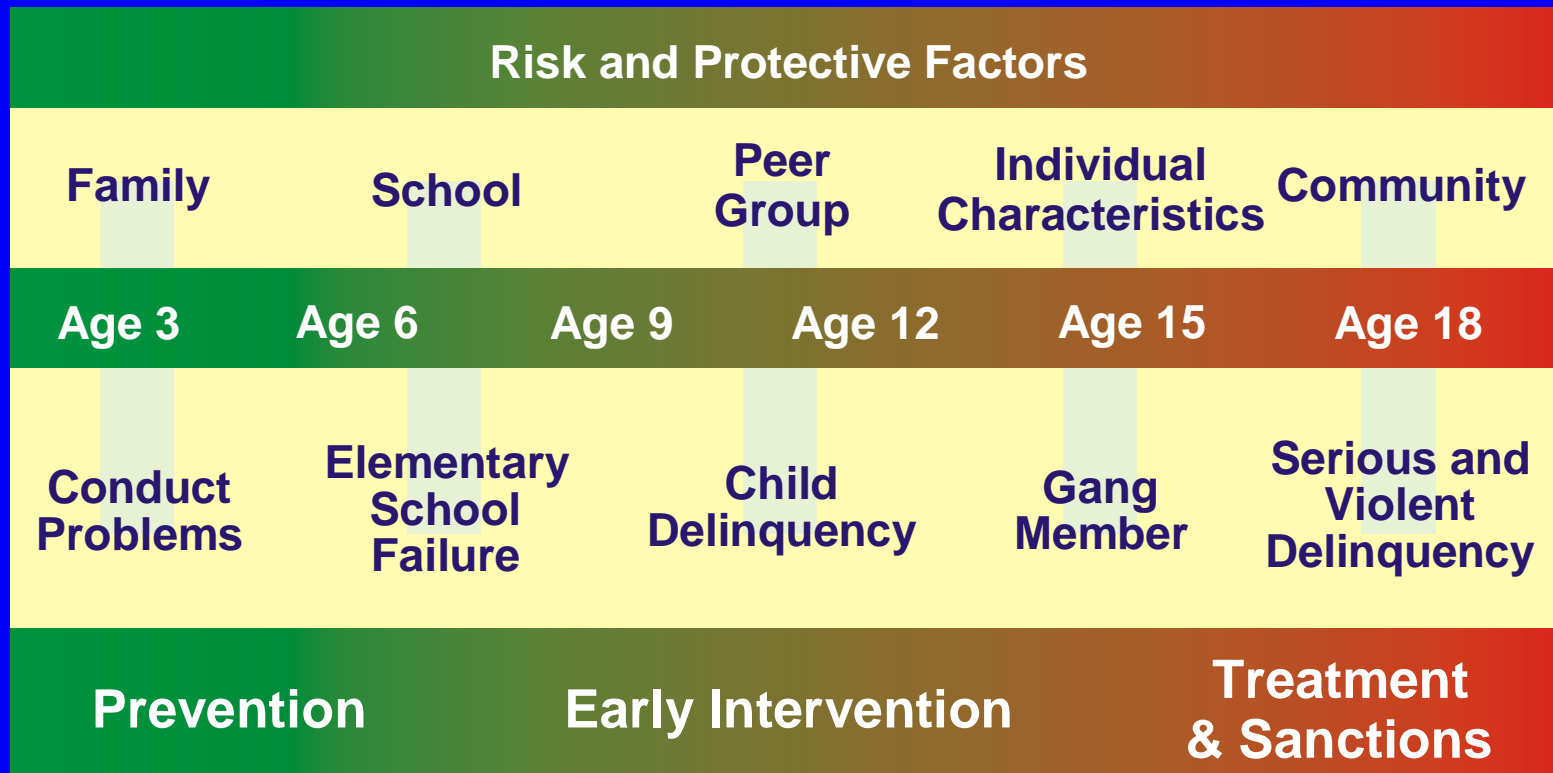 Risk and Protective Factors
Family
School
Peer
Group
Individual
Characteristics
Community
Age 3
Age 6
Age 9
Age 12
Age 15
Age 18
Conduct
Problems
Elementary
School
Failure
Child
Delinquency
Gang
Member
Serious and
Violent
Delinquency
Prevention
Early Intervention
Treatment
& Sanctions